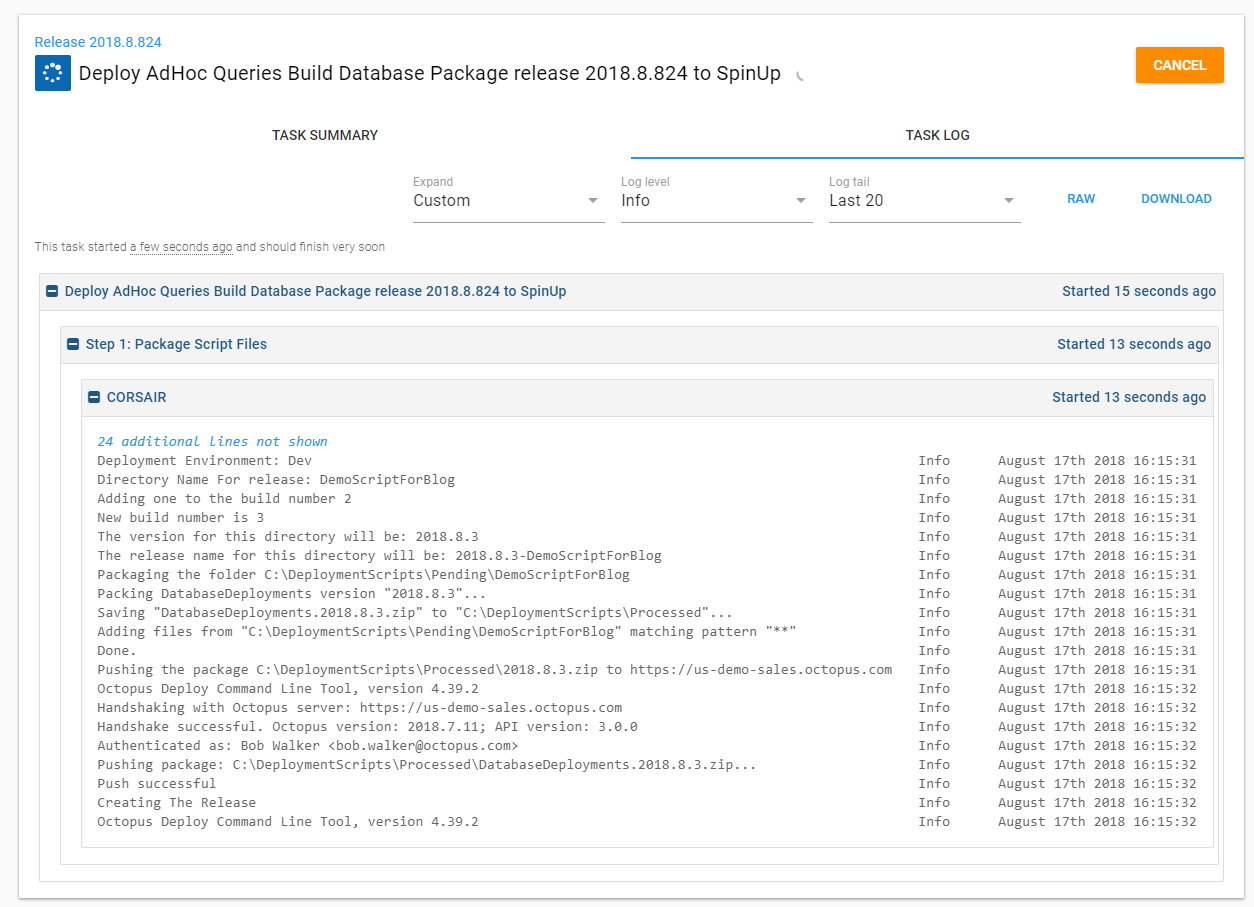 Release 2018.8.824
Deploy AdHoc Queries Build Database Package release 2018.8.824 to SpinUp
CANCEL
TASK SUMMARY
TASK LOG
Expand
Custom
Log level
Info
Log tail
Last 20
RAW
DOWNLOAD
This task started a few seconds ago and should finish very soon
Deploy AdHoc Queries Build Database Package release 2018.8.824 to SpinUp Started 15 seconds ago
Step 1: Package Script Files Started 13 seconds ago
CORSAIR Started 13 seconds ago
24 additional lines not shown
Deployment Environment: Dev Info August 17th 2018 16:15:31
Directory Name For release: DemoScriptForBlog Info August 17th 2018 16:15:31
Adding one to the build number 2 Info August 17th 2018 16:15:31
New build number is 3 Info August 17th 2018 16:15:31
The version for this directory will be: 2018.8.3 Info August 17th 2018 16:15:31
The release name for this directory will be: 2018.8.3-DemoScriptForBlog Info August 17th 2018 16:15:31
Packaging the folder C:\DeploymentScripts\Pending\DemoScriptForBlog Info August 17th 2018 16:15:31
Packing DatabaseDeployments version "2018.8.3"... Info August 17th 2018 16:15:31
Saving "DatabaseDeployments.2018.8.3.zip" to "C:\DeploymentScripts\Processed"... Info August 17th 2018 16:15:31
Adding files from "C:\DeploymentScripts\Pending\DemoScriptForBlog" matching pattern "**" Info August 17th 2018 16:15:31
Done. Info August 17th 2018 16:15:31
Pushing the package C:\DeploymentScripts\Processed\2018.8.3.zip to https://us-demo-sales.octopus.com Info August 17th 2018 16:15:31
Octopus Deploy Command Line Tool, version 4.39.2 Info August 17th 2018 16:15:32
Handshaking with Octopus server: https://us-demo-sales.octopus.com Info August 17th 2018 16:15:32
Handshake successful. Octopus version: 2018.7.11; API version: 3.0.0 Info August 17th 2018 16:15:32
Authenticated as: Bob Walker <bob.walker@octopus.com> Info August 17th 2018 16:15:32
Pushing package: C:\DeploymentScripts\Processed\DatabaseDeployments.2018.8.3.zip... Info August 17th 2018 16:15:32
Push successful Info August 17th 2018 16:15:32
Creating The Release Info August 17th 2018 16:15:32
Octopus Deploy Command Line Tool, version 4.39.2 Info August 17th 2018 16:15:32